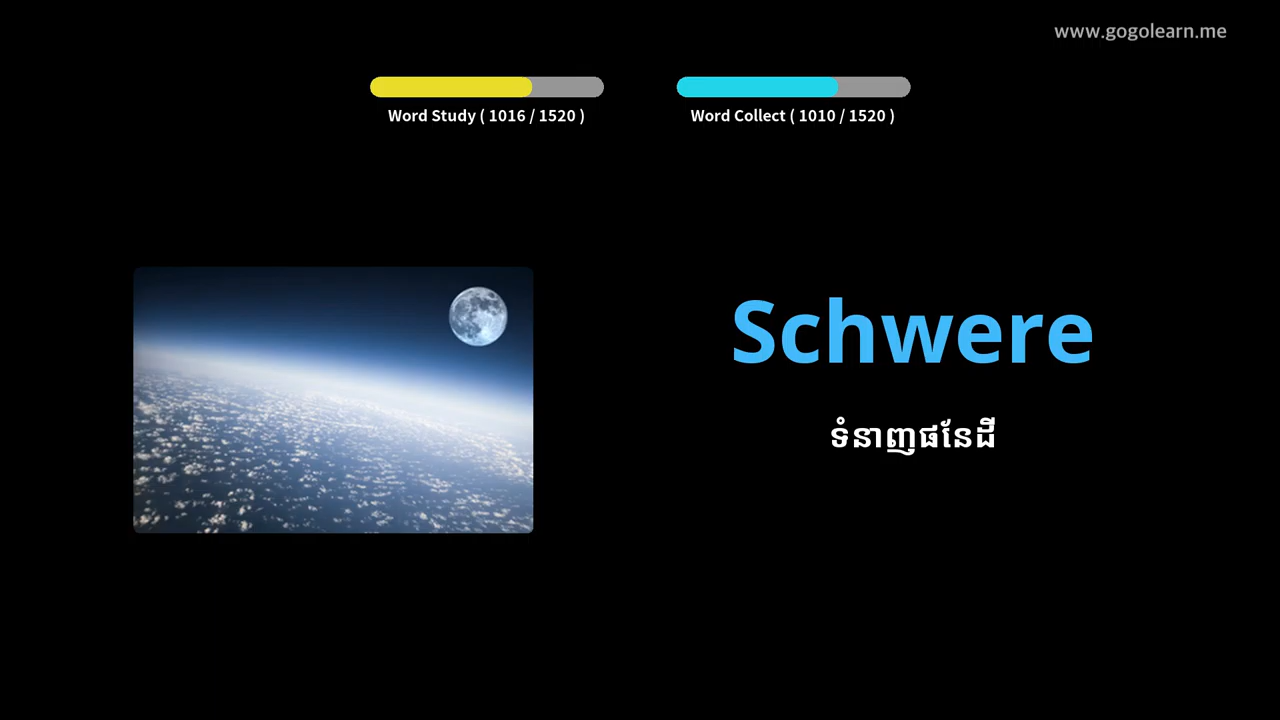 www.gogolearn.me
Word Study ( 1016 / 1520 )
Word Collect ( 1010 / 1520 )
Schwere
ទំនាញផែនដី